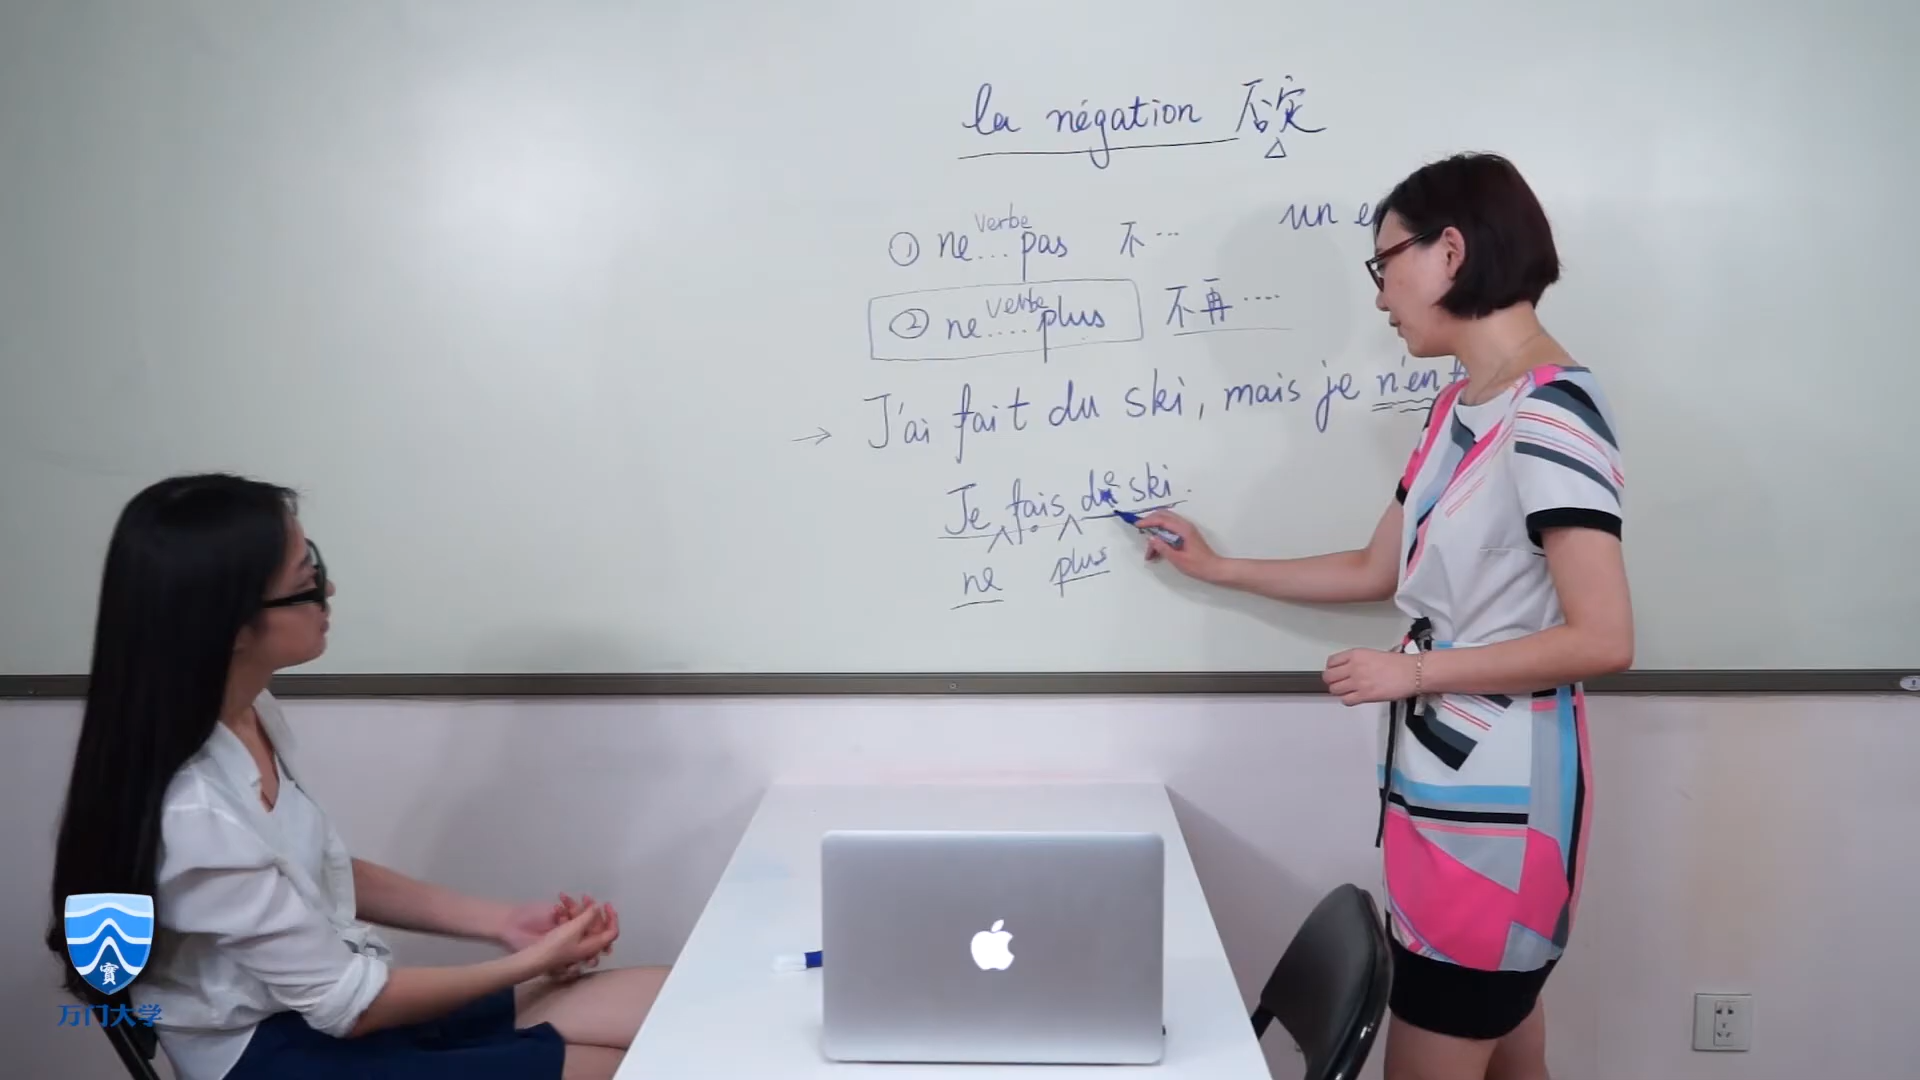 la négation 否定
△
un
Verbe
① ne...pas 不...
Verbe
② ne....plus 不再....
→ J'ai fait du ski, mais je n'en
Je fais de ski.
ne plus
實
万门大学